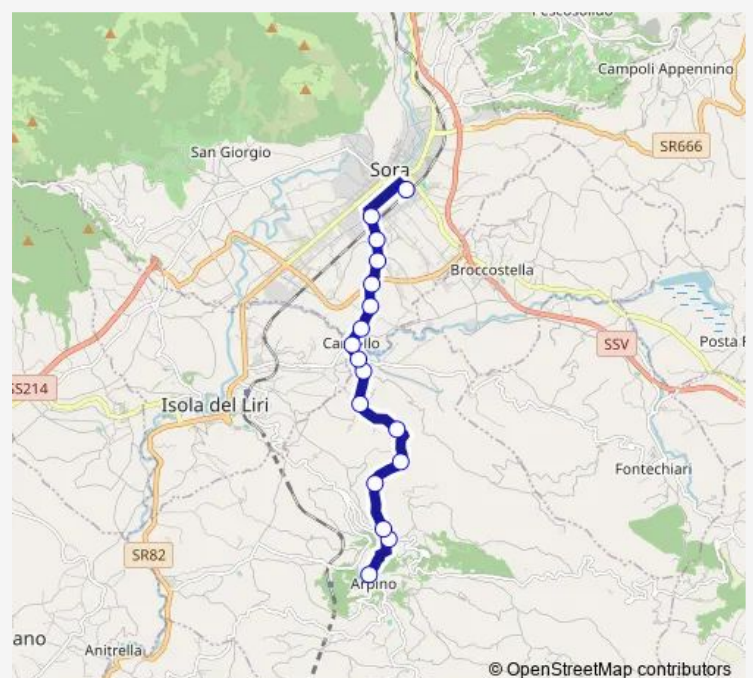 Pescosolido
Campoli Appennino
SR666
San Giorgio
Sora
Broccostella
SSV
Posta F
SS214
Isola del Liri
Fontechiari
SR82
Arpino
ano
Anitrella
© OpenStreetMap contributors